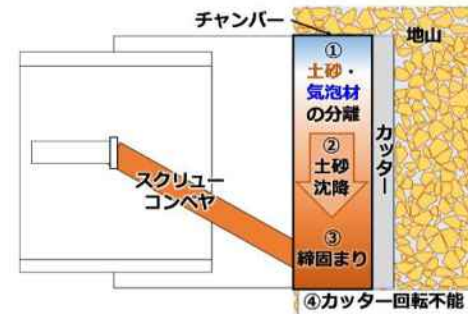 チャンバー
地山
①
土砂・
気泡材
の分離
カッター
②
土砂
沈降
スクリュー
コンベヤ
③
締固まり
④カッター回転不能